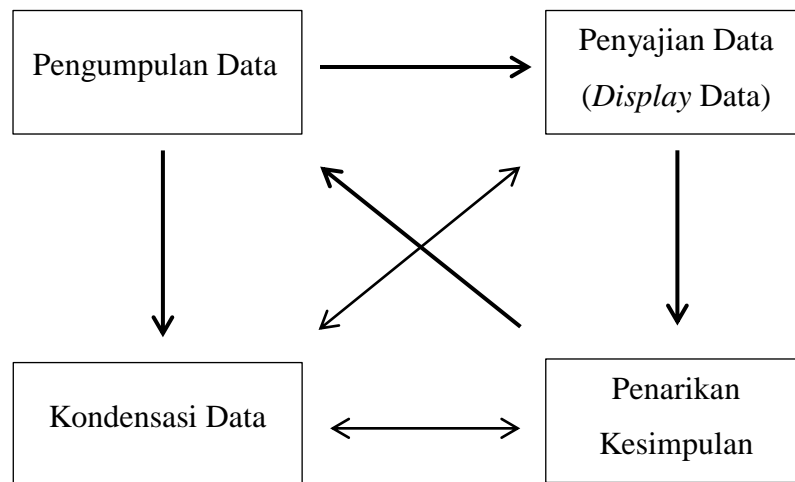 Pengumpulan Data
Penyajian Data
(Display Data)
Kondensasi Data
Penarikan
Kesimpulan